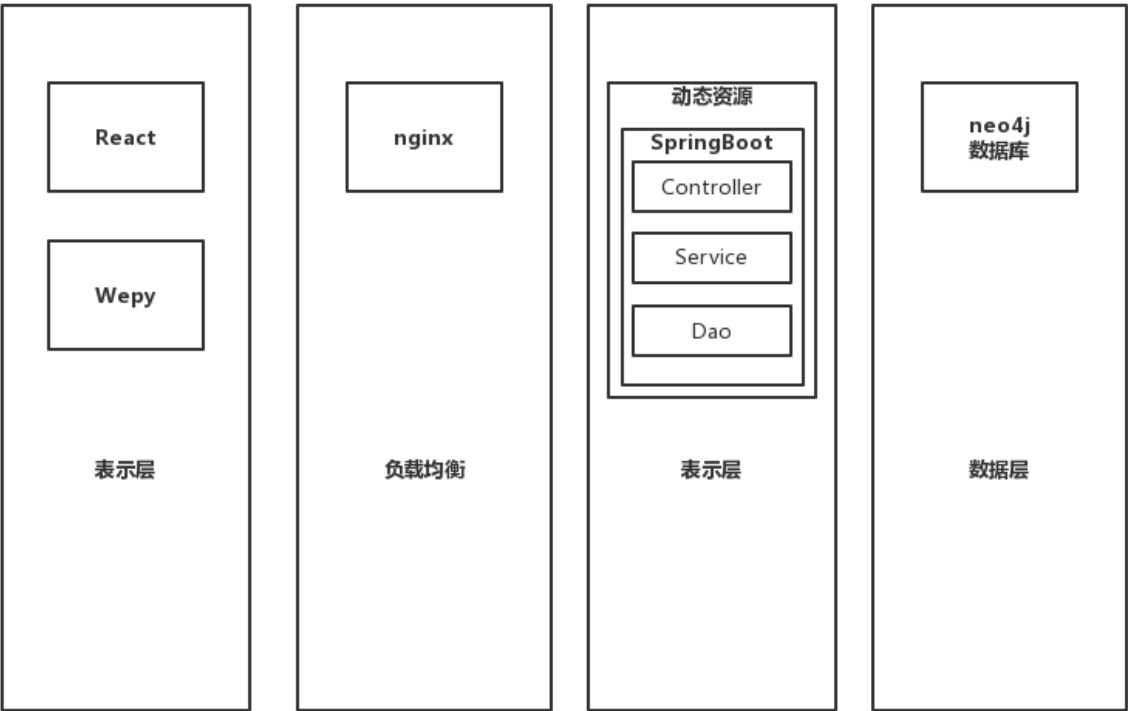 React
Wepy
表示层
nginx
负载均衡
动态资源
SpringBoot
Controller
Service
Dao
表示层
neo4j
数据库
数据层